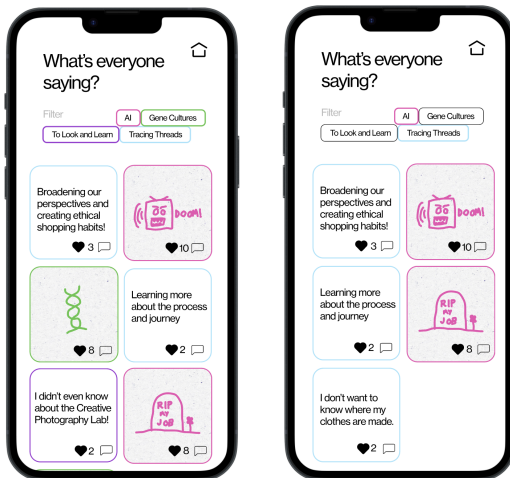 What's everyone
saying?
Filter
AI
Gene Cultures
To Look and Learn
Tracing Threads
Broadening our
perspectives and
creating ethical
shopping habits!
3
DOOM!
10
8
Learning more
about the process
and journey
2
I didn't even know
about the Creative
Photography Lab!
2
RIP
MY
JOB
8
What's everyone
saying?
Filter
AI
Gene Cultures
To Look and Learn
Tracing Threads
Broadening our
perspectives and
creating ethical
shopping habits!
3
DOOM!
10
Learning more
about the process
and journey
2
RIP
MY
JOB
8
I don't want to
know where my
clothes are made.
2